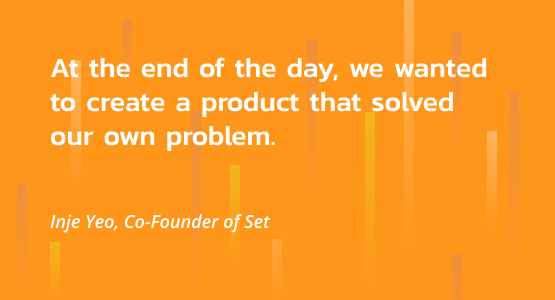 At the end of the day, we wanted
to create a product that solved
our own problem.
Inje Yeo, Co-Founder of Set